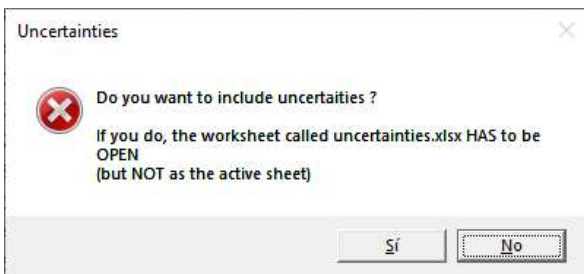 Uncertainties
Do you want to include uncertaities ?
If you do, the worksheet called uncertainties.xlsx HAS to be
OPEN
(but NOT as the active sheet)
Sí
No